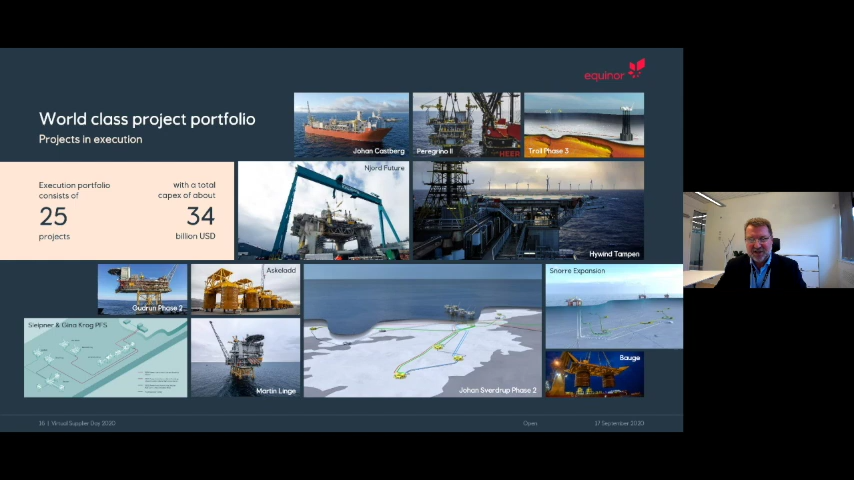 equinor
World class project portfolio
Projects in execution
Johan Castberg
Peregrino II
HEER
Troll Phase 3
Execution portfolio
consists of
25
projects
with a total
capex of about
34
billion USD
Njord Future
Hywind Tampen
Gudrun Phase 2
Askeladd
Snorre Expansion
Sleipner & Gina Krog PFS
Martin Linge
Johan Sverdrup Phase 2
Bauge
16 | Virtual Supplier Day 2020
Open
17 September 2020